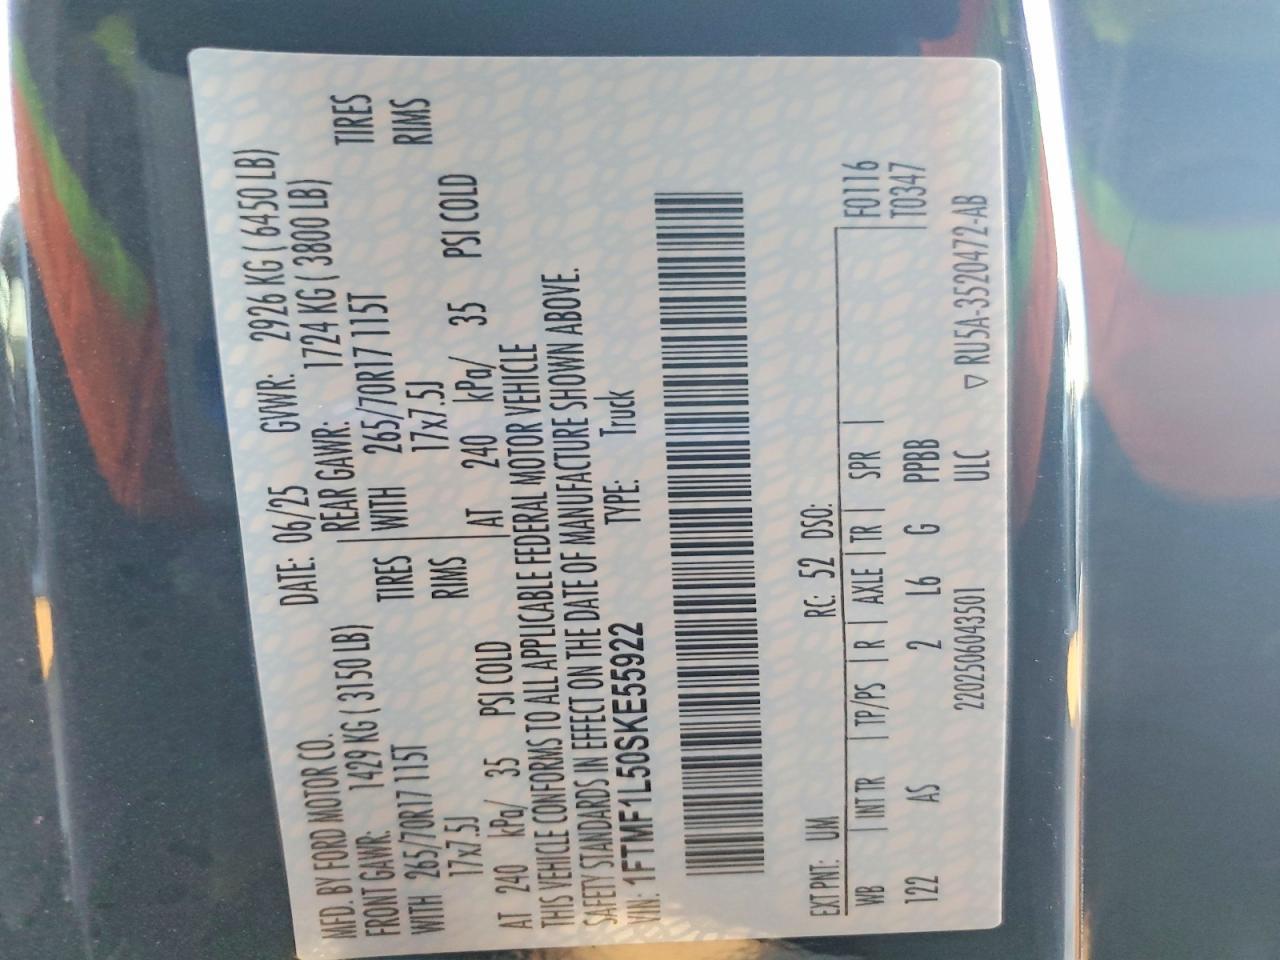 MFD. BY FORD MOTOR CO.
DATE: 06/25 GVWR: 2926 KG ( 6450 LB)
FRONT GAWR: 1429 KG ( 3150 LB) REAR GAWR: 1724 KG ( 3800 LB)
WITH 265/70R17 115T TIRES WITH 265/70R17 115T TIRES
17x7.5J RIMS 17x7.5J RIMS
AT 240 kPa/ 35 PSI COLD AT 240 kPa/ 35 PSI COLD
THIS VEHICLE CONFORMS TO ALL APPLICABLE FEDERAL MOTOR VEHICLE
SAFETY STANDARDS IN EFFECT ON THE DATE OF MANUFACTURE SHOWN ABOVE.
VIN: 1FTMF1L50SKE55922 TYPE: Truck
EXT PNT: UM RC: 52 DSO:
WB INT TR TP/PS R AXLE TR SPR F0116
122 AS 2 L6 G PPBB T0347
2202506043501 ULC ▽ RU5A-3520472-AB